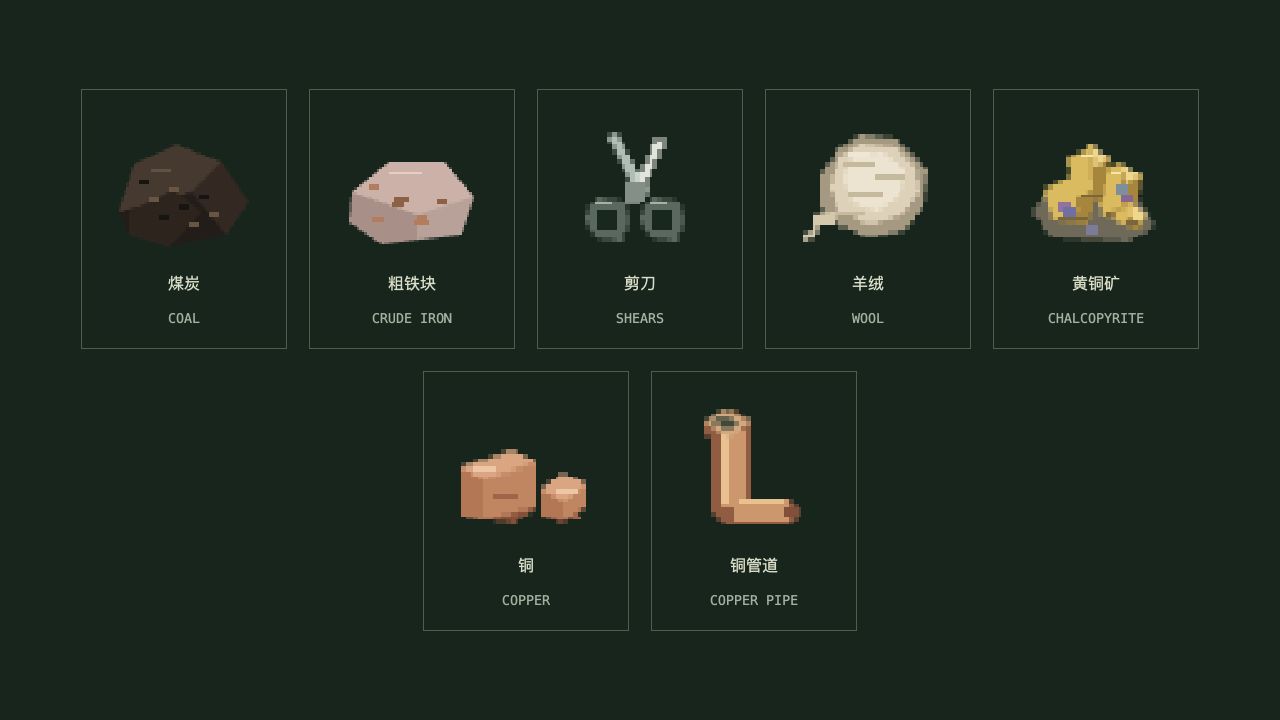 煤炭
COAL
粗铁块
CRUDE IRON
剪刀
SHEARS
羊绒
WOOL
黄铜矿
CHALCOPYRITE
铜
COPPER
铜管道
COPPER PIPE